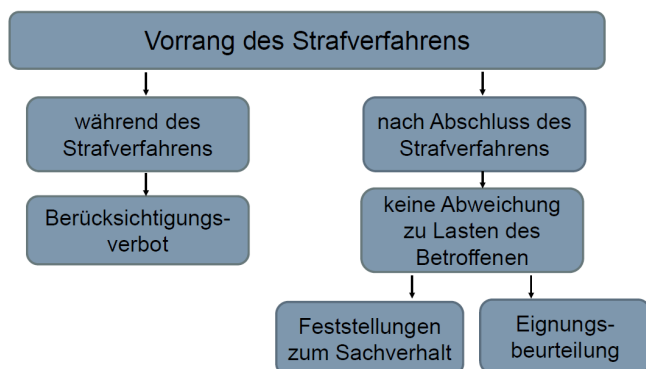 Vorrang des Strafverfahrens
während des
Strafverfahrens
nach Abschluss des
Strafverfahrens
Berücksichtigungs-
verbot
keine Abweichung
zu Lasten des
Betroffenen
Feststellungen
zum Sachverhalt
Eignungs-
beurteilung